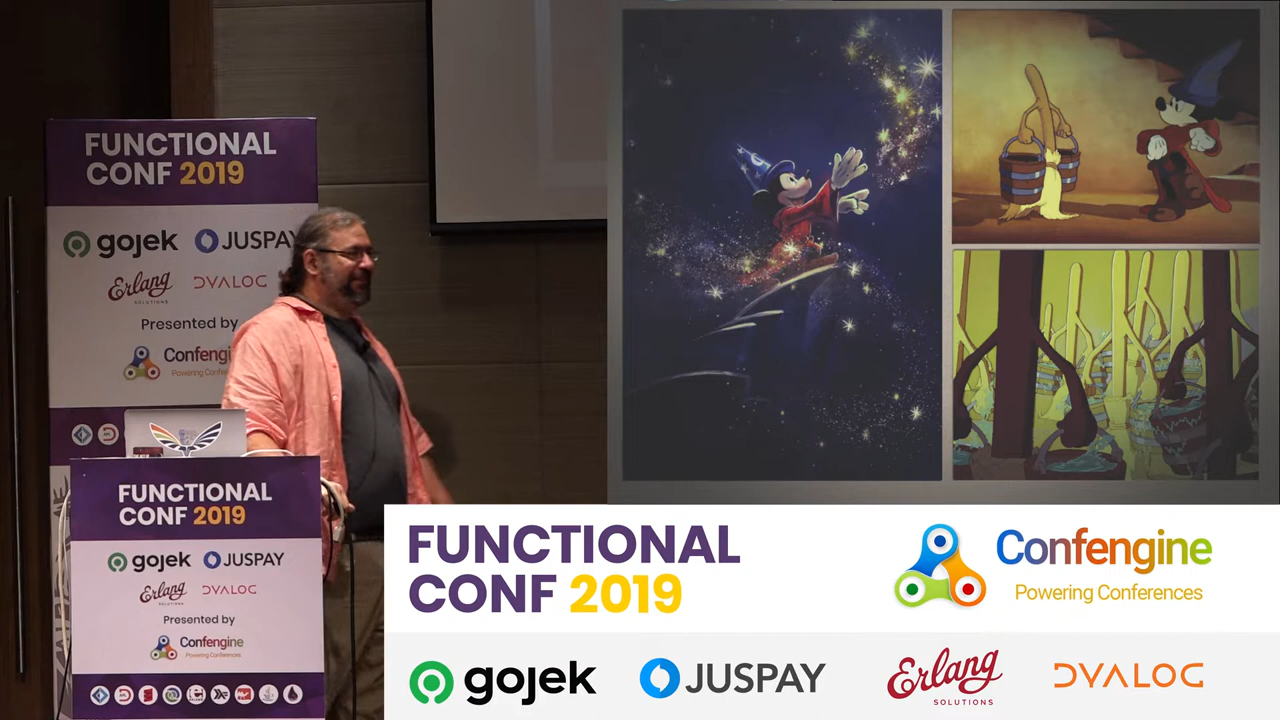 FUNCTIONAL
CONF 2019
gojek
JUSPAY
Erlang
SOLUTIONS
DYALOG
Presented by
Confengine
FUNCTIONAL
CONF 2019
gojek
JUSPAY
Erlang
SOLUTIONS
DYALOG
Presented by
Confengine
Powering Conferences
FUNCTIONAL
CONF 2019
Confengine
Powering Conferences
gojek
JUSPAY
Erlang
SOLUTIONS
DYALOG